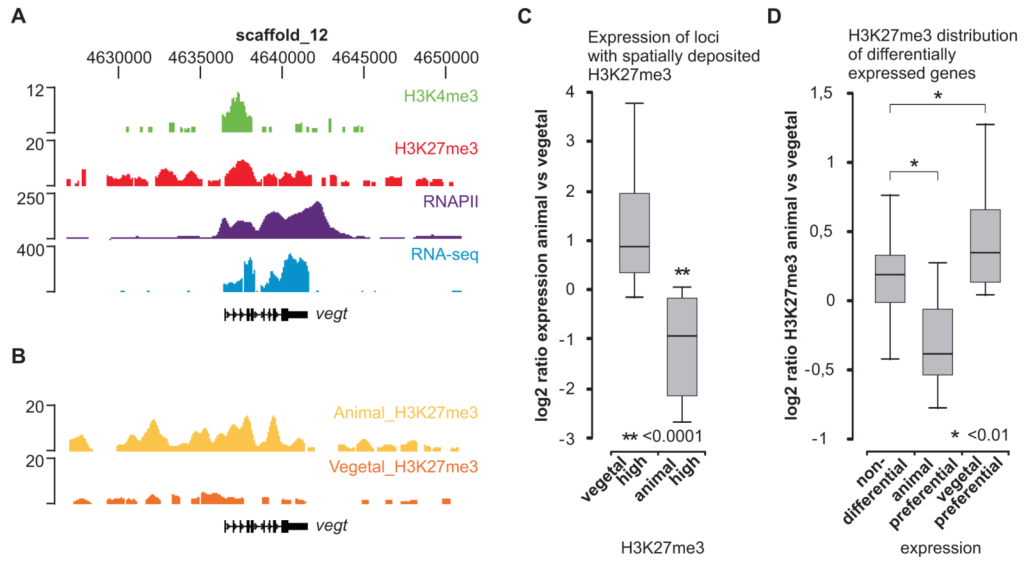 A
scaffold_12
4630000 4635000 4640000 4645000 4650000
12
H3K4me3
20
H3K27me3
250
RNAPII
400
RNA-seq
vegt
B
20
Animal_H3K27me3
20
Vegetal_H3K27me3
vegt
C
Expression of loci
with spatially deposited
H3K27me3
log2 ratio expression animal vs vegetal
4
3
2
1
0
-1
-2
-3
**
** <0.0001
vegetal
high
animal
high
H3K27me3
D
H3K27me3 distribution
of differentially
expressed genes
log2 ratio H3K27me3 animal vs vegetal
1,5
1
0,5
0
-0,5
-1
*
*
* <0.01
non-
differential
animal
preferential
vegetal
preferential
expression